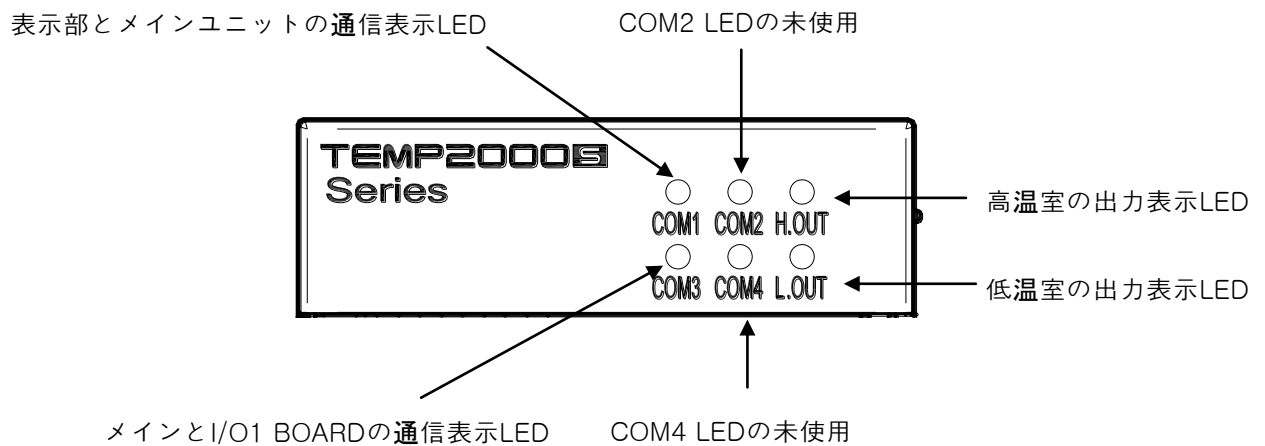 表示部とメインユニットの通信表示LED
COM2 LEDの未使用
TEMP2000S
Series
高温室の出力表示LED
COM1 COM2 H.OUT
COM3 COM4 L.OUT
低温室の出力表示LED
メインとI/O1 BOARDの通信表示LED
COM4 LEDの未使用